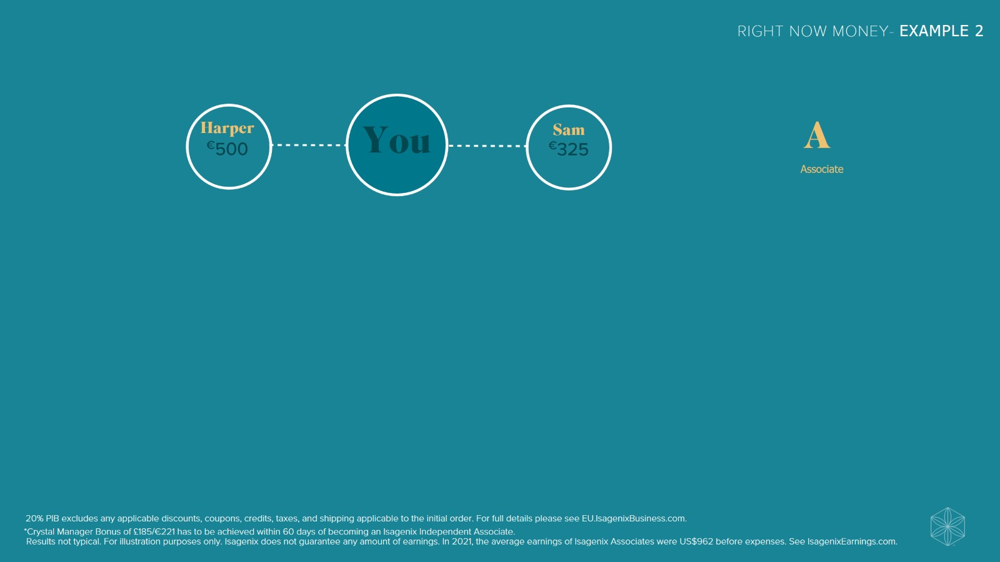 RIGHT NOW MONEY- EXAMPLE 2
Harper
€500
You
Sam
€325
A
Associate
20% PIB excludes any applicable discounts, coupons, credits, taxes, and shipping applicable to the initial order. For full details please see EU.IsagenixBusiness.com.
*Crystal Manager Bonus of £185/€221 has to be achieved within 60 days of becoming an Isagenix Independent Associate.
Results not typical. For illustration purposes only. Isagenix does not guarantee any amount of earnings. In 2021, the average earnings of Isagenix Associates were US$962 before expenses. See IsagenixEarnings.com.